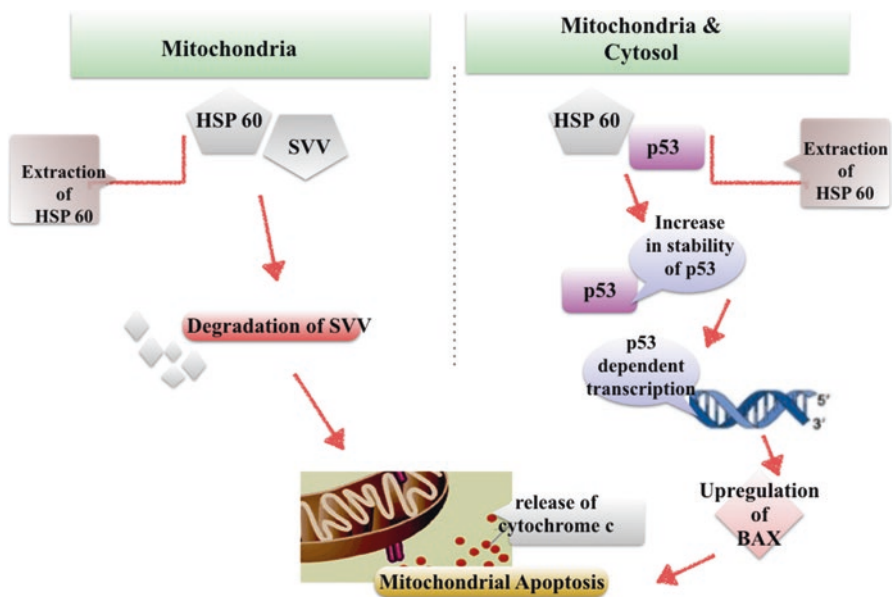 Mitochondria
HSP 60
SVV
Extraction
of
HSP 60
Degradation of SVV
Mitochondria &
Cytosol
HSP 60
p53
Extraction
of
HSP 60
Increase
in stability
of p53
p53
p53
dependent
transcription
5'
3'
Upregulation
of
BAX
release of
cytochrome c
Mitochondrial Apoptosis